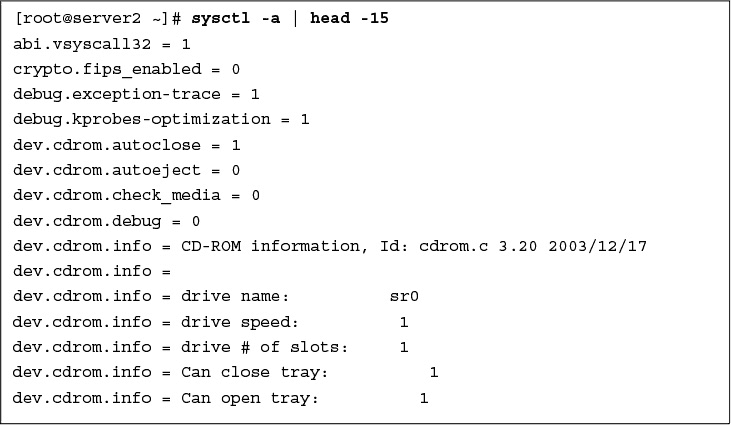 [root@server2 ~]# sysctl -a | head -15
abi.vsyscall32 = 1
crypto.fips_enabled = 0
debug.exception-trace = 1
debug.kprobes-optimization = 1
dev.cdrom.autoclose = 1
dev.cdrom.autoeject = 0
dev.cdrom.check_media = 0
dev.cdrom.debug = 0
dev.cdrom.info = CD-ROM information, Id: cdrom.c 3.20 2003/12/17
dev.cdrom.info =
dev.cdrom.info = drive name:          sr0
dev.cdrom.info = drive speed:          1
dev.cdrom.info = drive # of slots:     1
dev.cdrom.info = Can close tray:          1
dev.cdrom.info = Can open tray:          1